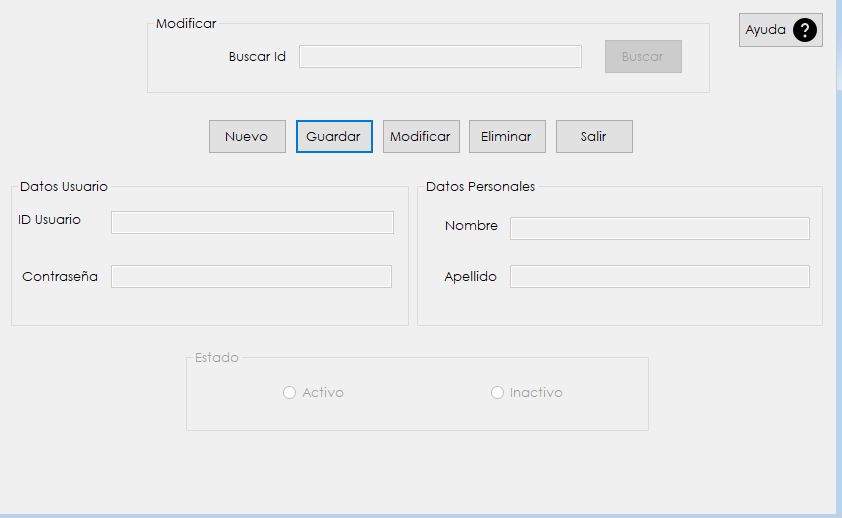 Modificar
Ayuda ?
Buscar Id
Buscar
Nuevo
Guardar
Modificar
Eliminar
Salir
Datos Usuario
ID Usuario
Contraseña
Datos Personales
Nombre
Apellido
Estado
Activo
Inactivo